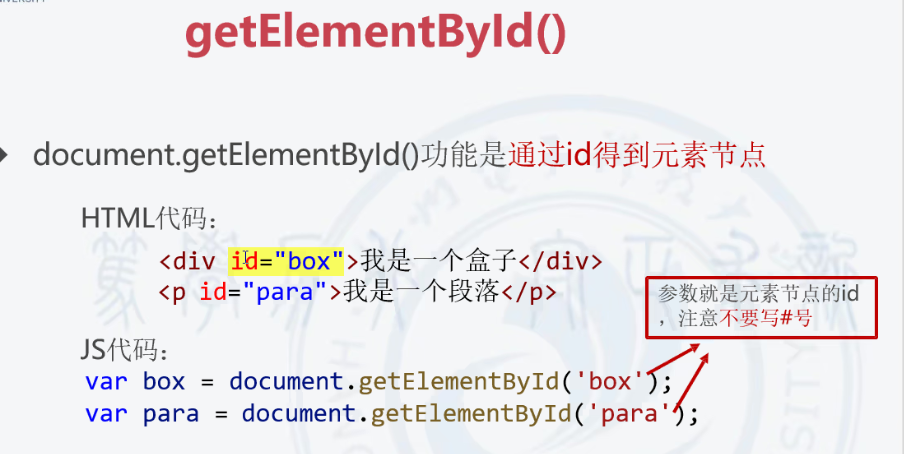 getElementById()
document.getElementById()功能是通过id得到元素节点
HTML代码：
<div id="box">我是一个盒子</div>
<p id="para">我是一个段落</p>
参数就是元素节点的id
，注意不要写#号
JS代码：
var box = document.getElementById('box');
var para = document.getElementById('para');